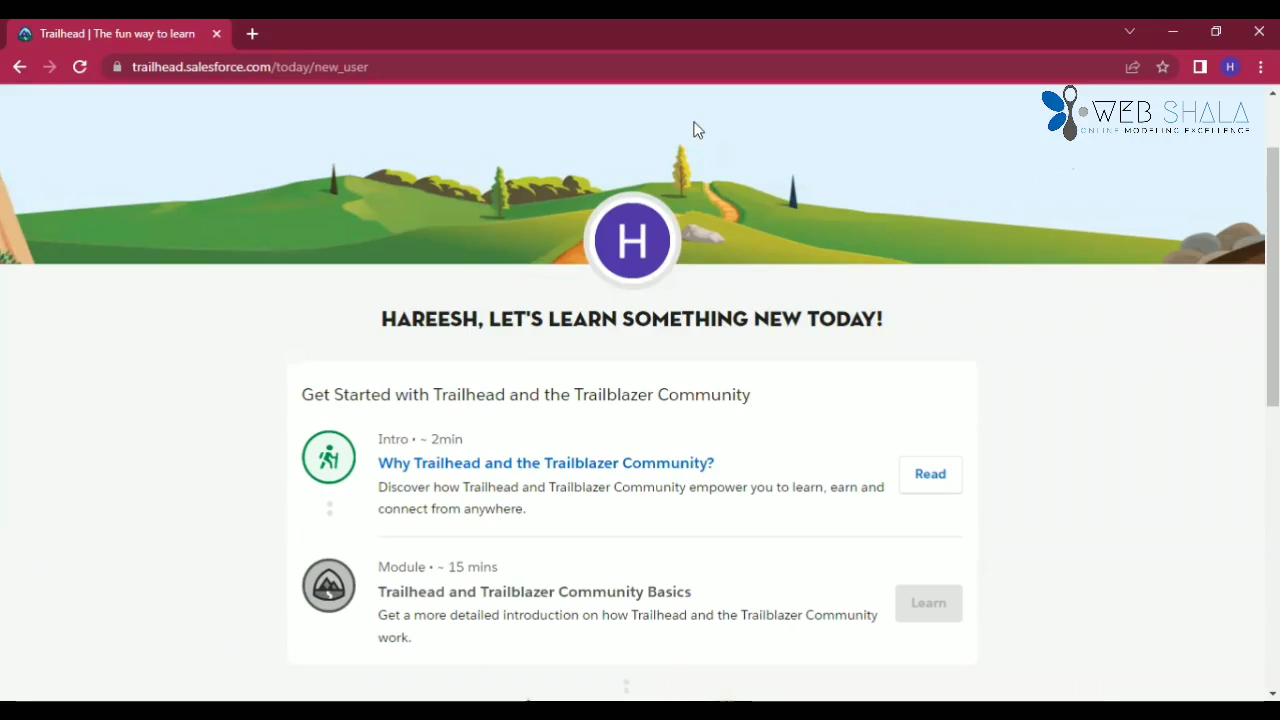 Trailhead | The fun way to learn
trailhead.salesforce.com/today/new_user
H
WEB SHALA
ONLINE MODELING EXCELLENCE
H
HAREESH, LET'S LEARN SOMETHING NEW TODAY!
Get Started with Trailhead and the Trailblazer Community
Intro • ~ 2min
Why Trailhead and the Trailblazer Community?
Discover how Trailhead and Trailblazer Community empower you to learn, earn and
connect from anywhere.
Read
Module • ~ 15 mins
Trailhead and Trailblazer Community Basics
Get a more detailed introduction on how Trailhead and the Trailblazer Community
work.
Learn